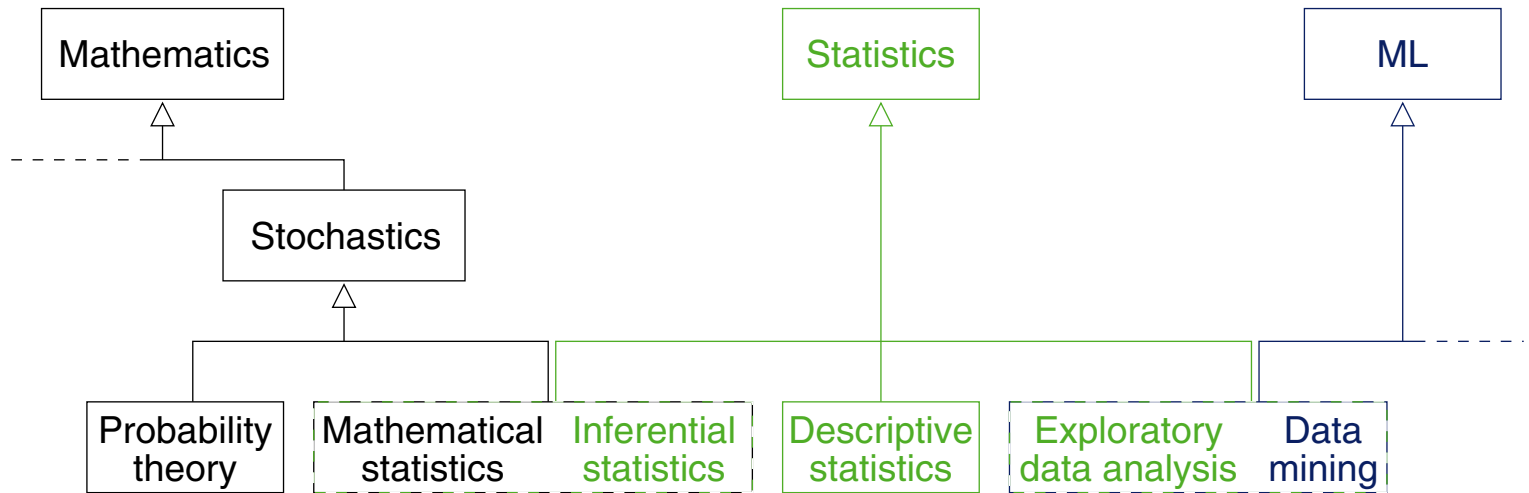 Mathematics
Statistics
ML
Stochastics
Probability
theory
Mathematical
statistics
Inferential
statistics
Descriptive
statistics
Exploratory
data analysis
Data
mining